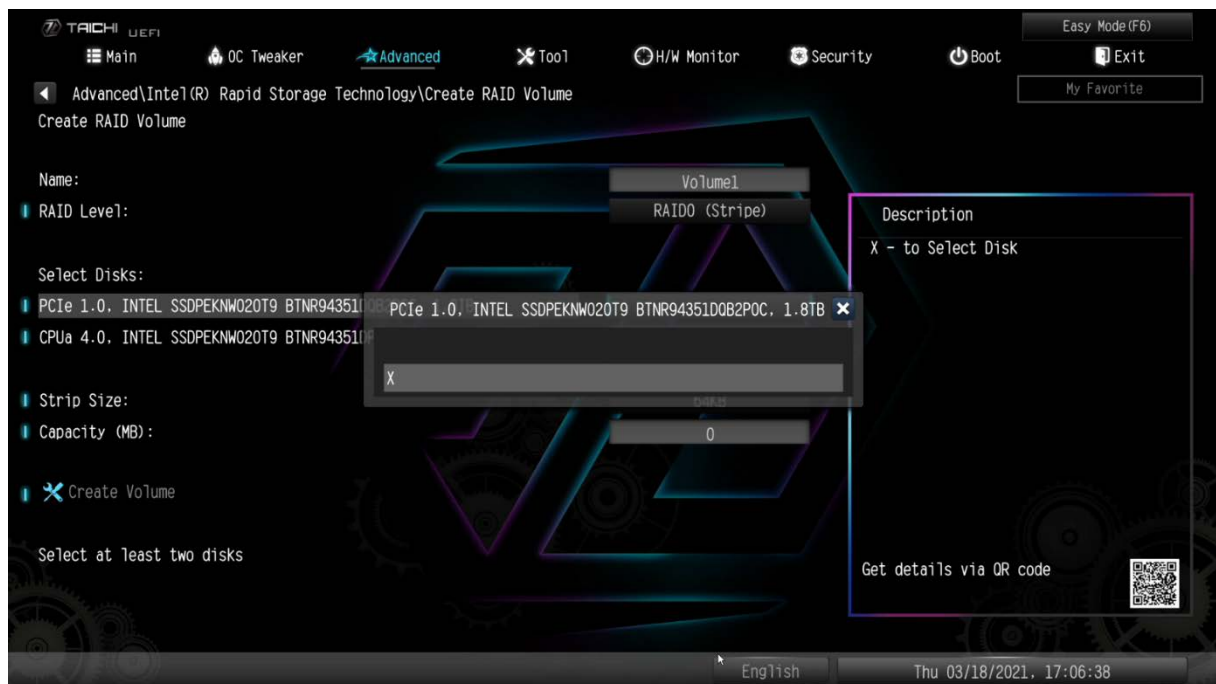 TAICHI UEFI
Easy Mode(F6)
Main OC Tweaker Advanced Tool H/W Monitor Security Boot Exit
Advanced\Intel(R) Rapid Storage Technology\Create RAID Volume
My Favorite
Create RAID Volume
Name: Volume1
RAID Level: RAID0 (Stripe)
Select Disks:
PCIe 1.0, INTEL SSDPEKNW020T9 BTNR94351
CPUa 4.0, INTEL SSDPEKNW020T9 BTNR94351
PCIe 1.0, INTEL SSDPEKNW020T9 BTNR94351DQB2P0C, 1.8TB
X
Strip Size: 64KB
Capacity (MB): 0
Create Volume
Select at least two disks
Description
X - to Select Disk
Get details via QR code
English
Thu 03/18/2021, 17:06:38